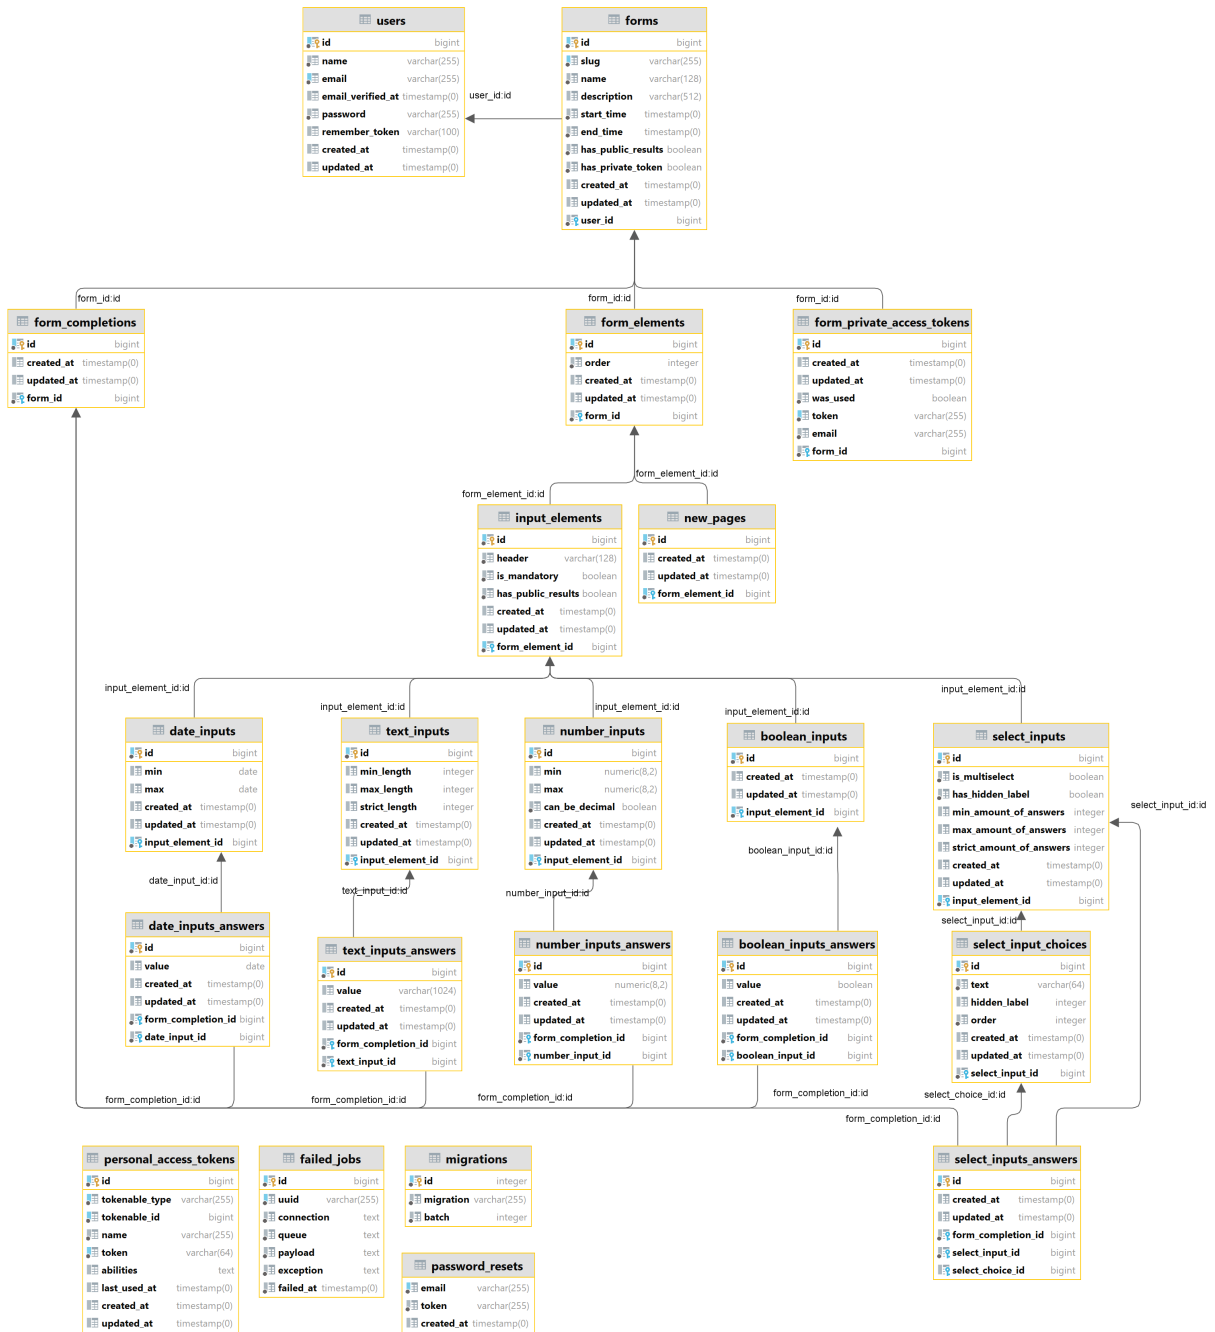 users
id bigint
name varchar(255)
email varchar(255)
email_verified_at timestamp(0)
password varchar(255)
remember_token varchar(100)
created_at timestamp(0)
updated_at timestamp(0)
user_id:id
forms
id bigint
slug varchar(255)
name varchar(128)
description varchar(512)
start_time timestamp(0)
end_time timestamp(0)
has_public_results boolean
has_private_token boolean
created_at timestamp(0)
updated_at timestamp(0)
user_id bigint
form_id:id
form_id:id
form_id:id
form_completions
id bigint
created_at timestamp(0)
updated_at timestamp(0)
form_id bigint
form_elements
id bigint
order integer
created_at timestamp(0)
updated_at timestamp(0)
form_id bigint
form_private_access_tokens
id bigint
created_at timestamp(0)
updated_at timestamp(0)
was_used boolean
token varchar(255)
email varchar(255)
form_id bigint
form_element_id:id
form_element_id:id
input_elements
id bigint
header varchar(128)
is_mandatory boolean
has_public_results boolean
created_at timestamp(0)
updated_at timestamp(0)
form_element_id bigint
new_pages
id bigint
created_at timestamp(0)
updated_at timestamp(0)
form_element_id bigint
input_element_id:id
input_element_id:id
input_element_id:id
input_element_id:id
input_element_id:id
date_inputs
id bigint
min date
max date
created_at timestamp(0)
updated_at timestamp(0)
input_element_id bigint
text_inputs
id bigint
min_length integer
max_length integer
strict_length integer
created_at timestamp(0)
updated_at timestamp(0)
input_element_id bigint
number_inputs
id bigint
min numeric(8,2)
max numeric(8,2)
can_be_decimal boolean
created_at timestamp(0)
updated_at timestamp(0)
input_element_id bigint
boolean_inputs
id bigint
created_at timestamp(0)
updated_at timestamp(0)
input_element_id bigint
select_inputs
id bigint
is_multiselect boolean
has_hidden_label boolean
min_amount_of_answers integer
max_amount_of_answers integer
strict_amount_of_answers integer
created_at timestamp(0)
updated_at timestamp(0)
input_element_id bigint
select_input_id:id
date_input_id:id
text_input_id:id
number_input_id:id
boolean_input_id:id
select_input_id:id
date_inputs_answers
id bigint
value date
created_at timestamp(0)
updated_at timestamp(0)
form_completion_id bigint
date_input_id bigint
text_inputs_answers
id bigint
value varchar(1024)
created_at timestamp(0)
updated_at timestamp(0)
form_completion_id bigint
text_input_id bigint
number_inputs_answers
id bigint
value numeric(8,2)
created_at timestamp(0)
updated_at timestamp(0)
form_completion_id bigint
number_input_id bigint
boolean_inputs_answers
id bigint
value boolean
created_at timestamp(0)
updated_at timestamp(0)
form_completion_id bigint
boolean_input_id bigint
select_input_choices
id bigint
text varchar(64)
hidden_label integer
order integer
created_at timestamp(0)
updated_at timestamp(0)
select_input_id bigint
form_completion_id:id
form_completion_id:id
form_completion_id:id
form_completion_id:id
select_choice_id:id
form_completion_id:id
personal_access_tokens
id bigint
tokenable_type varchar(255)
tokenable_id bigint
name varchar(255)
token varchar(64)
abilities text
last_used_at timestamp(0)
created_at timestamp(0)
updated_at timestamp(0)
failed_jobs
id bigint
uuid varchar(255)
connection text
queue text
payload text
exception text
failed_at timestamp(0)
migrations
id integer
migration varchar(255)
batch integer
password_resets
email varchar(255)
token varchar(255)
created_at timestamp(0)
select_inputs_answers
id bigint
created_at timestamp(0)
updated_at timestamp(0)
form_completion_id bigint
select_input_id bigint
select_choice_id bigint